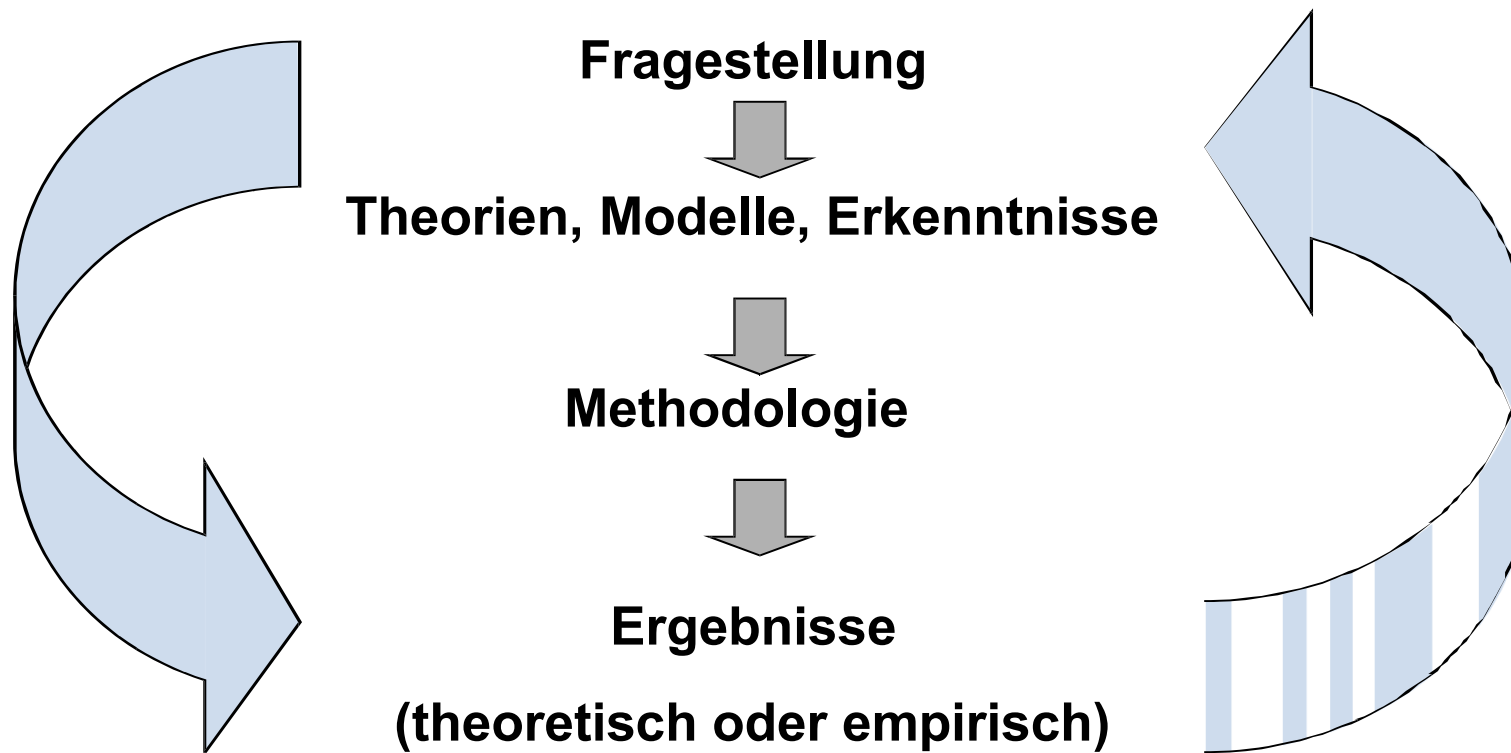 Fragestellung
Theorien, Modelle, Erkenntnisse
Methodologie
Ergebnisse
(theoretisch oder empirisch)